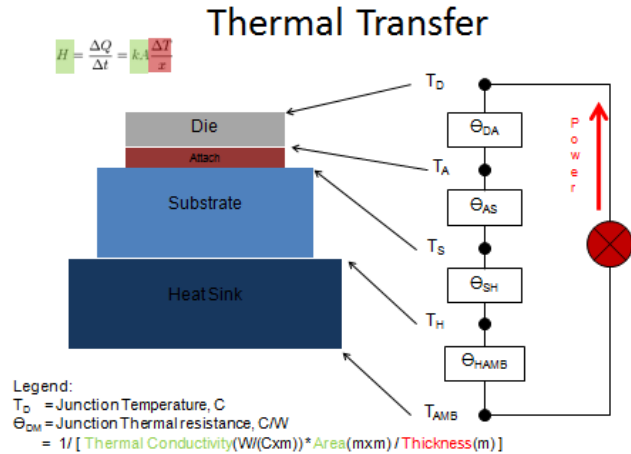 Thermal Transfer
H = ΔQ/Δt = kA ΔT/x
T_D
Die
Θ_DA
Power
Attach
T_A
Substrate
Θ_AS
T_S
Θ_SH
Heat Sink
T_H
Θ_HAMB
T_AMB
Legend:
T_D = Junction Temperature, C
Θ_DM = Junction Thermal resistance, C/W
= 1/ [ Thermal Conductivity(W/(Cxm)) * Area(mxm) / Thickness(m) ]